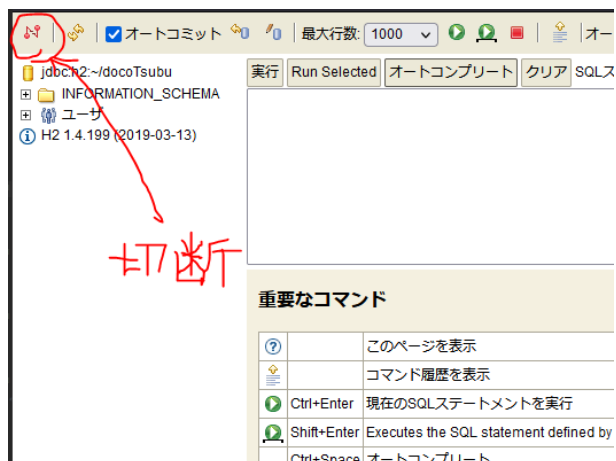 オートコミット 最大行数: 1000 オー
jdbc:h2:~/docoTsubu
実行 Run Selected オートコンプリート クリア SQLス
INFORMATION_SCHEMA
ユーザ
H2 1.4.199 (2019-03-13)
切断
重要なコマンド
このページを表示
コマンド履歴を表示
Ctrl+Enter 現在のSQLステートメントを実行
Shift+Enter Executes the SQL statement defined by
Ctrl+Space オートコンプリート